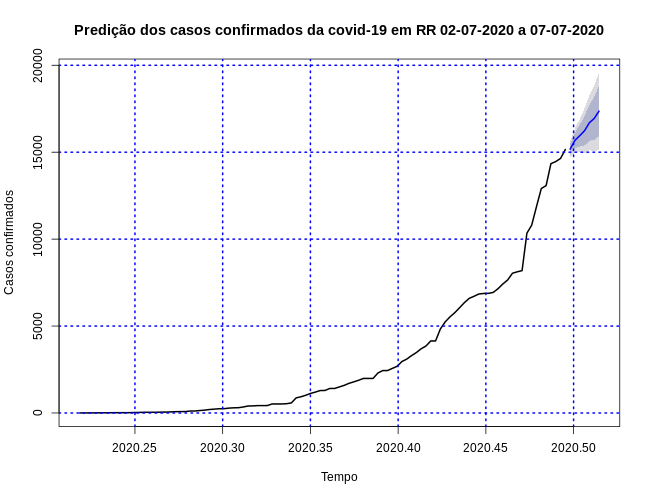 Predição dos casos confirmados da covid-19 em RR 02-07-2020 a 07-07-2020
Casos confirmados
20000
15000
10000
5000
0
2020.25 2020.30 2020.35 2020.40 2020.45 2020.50
Tempo